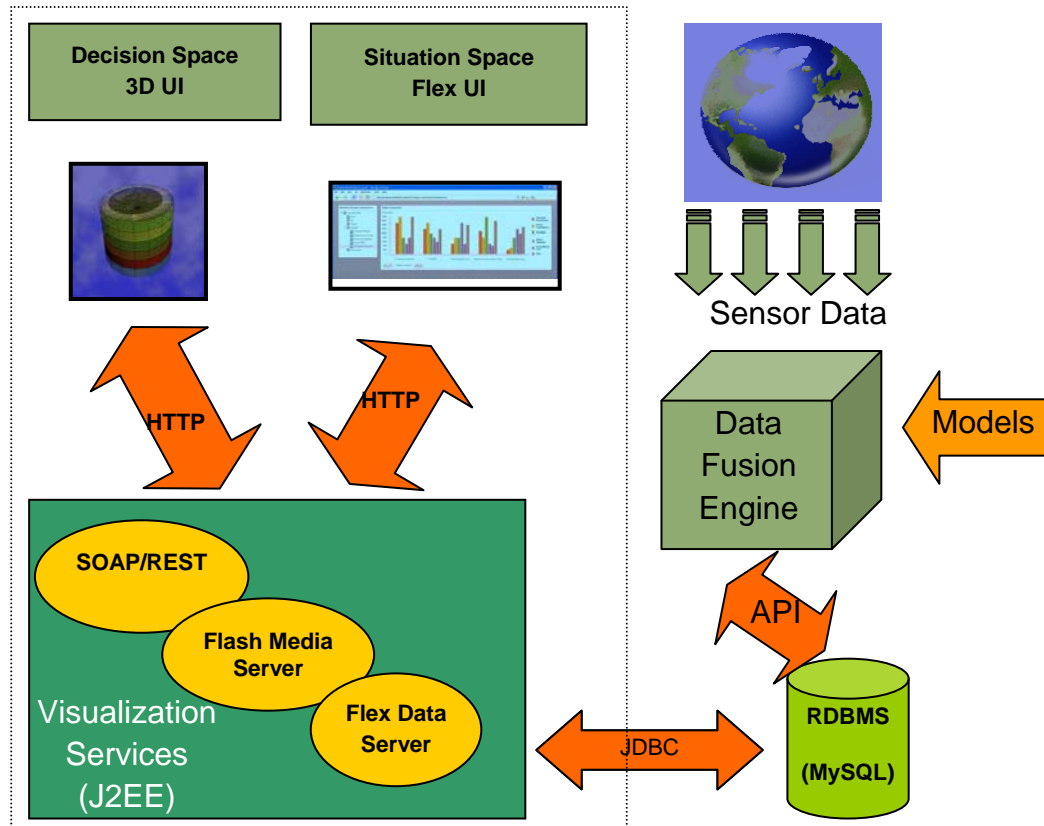 Decision Space
3D UI
Situation Space
Flex UI
Sensor Data
HTTP
HTTP
Data
Fusion
Engine
Models
SOAP/REST
Flash Media
Server
Flex Data
Server
Visualization
Services
(J2EE)
API
JDBC
RDBMS
(MySQL)